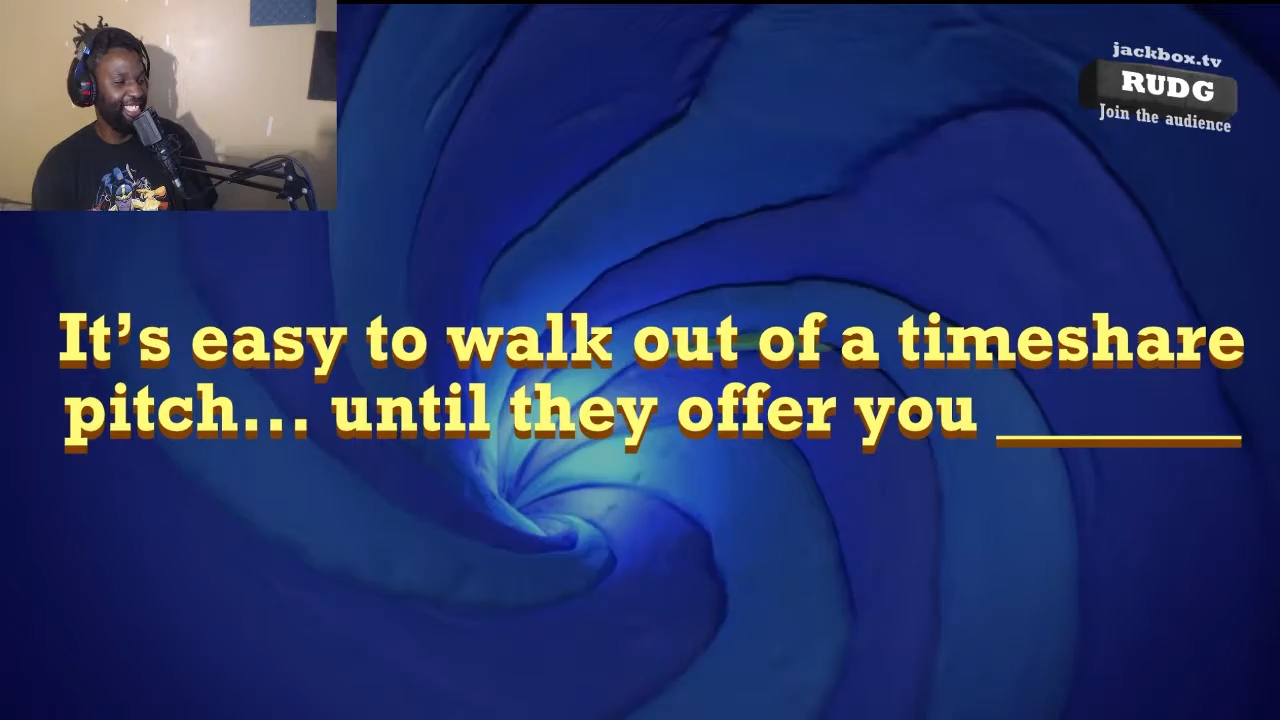 jackbox.tv
RUDG
Join the audience
It's easy to walk out of a timeshare
pitch... until they offer you ________